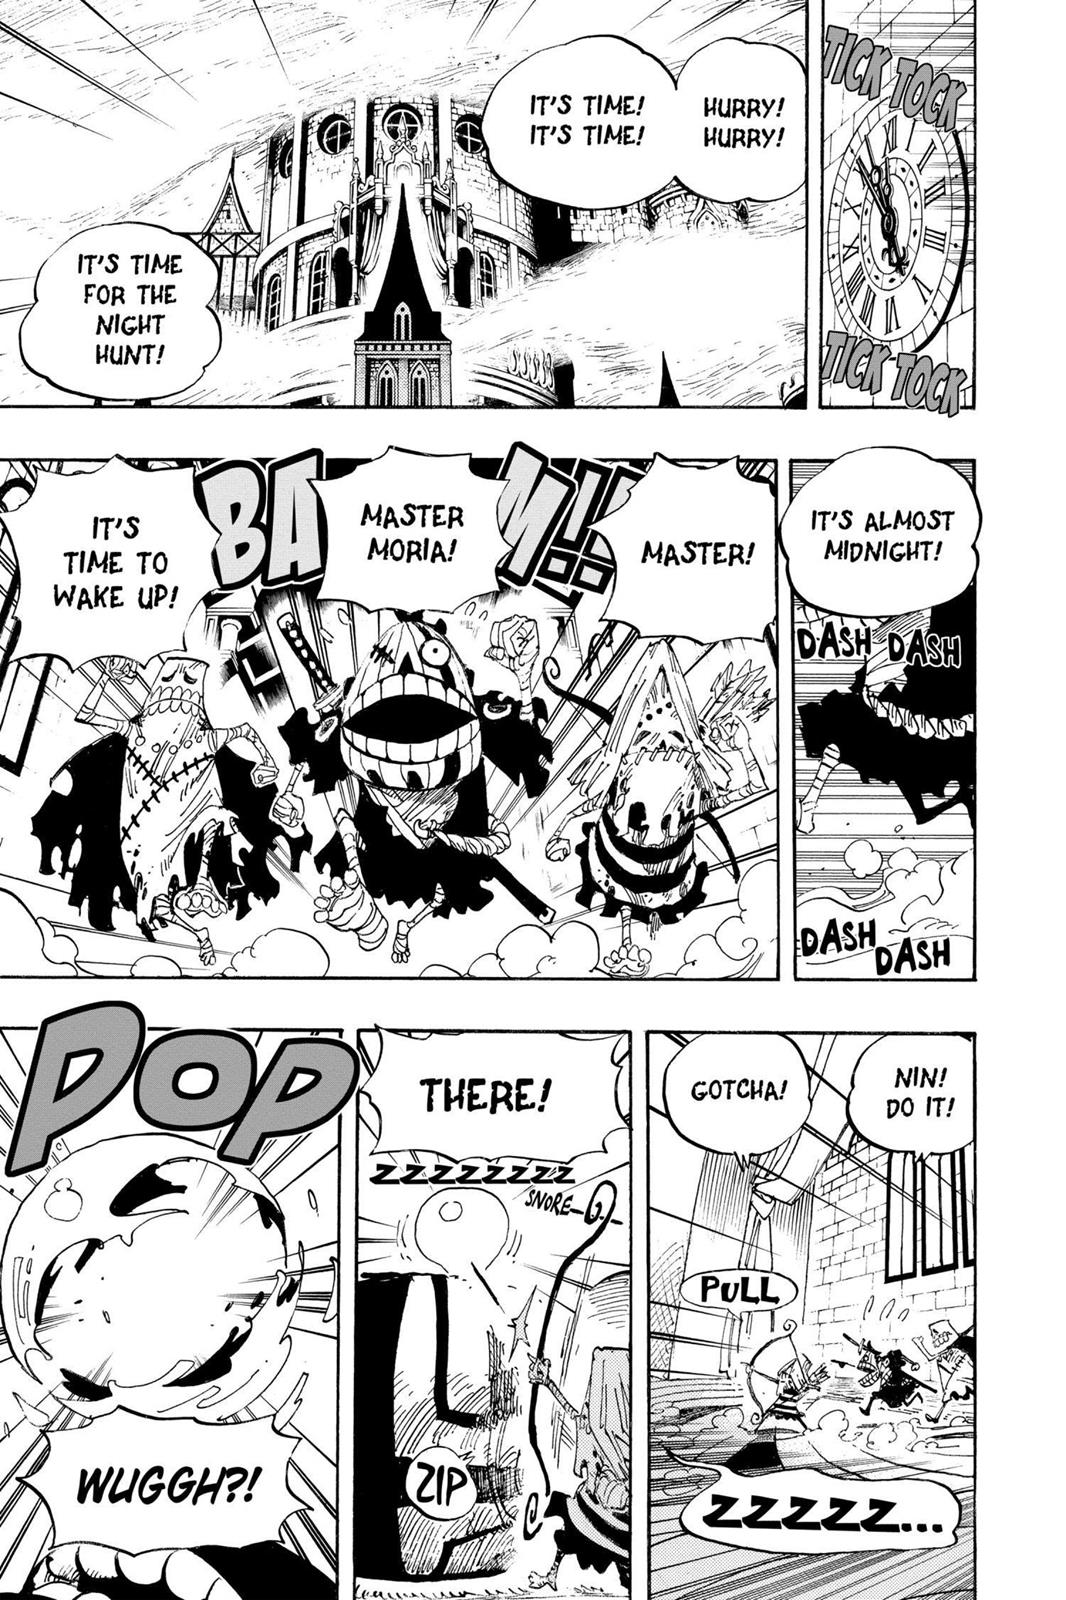 TICK TOCK
TICK TOCK
HURRY!
HURRY!
IT'S TIME!
IT'S TIME!
IT'S TIME
FOR THE
NIGHT
HUNT!
IT'S ALMOST
MIDNIGHT!
DASH DASH
DASH
DASH
BAM!!
MASTER!
MASTER
MORIA!
IT'S
TIME TO
WAKE UP!
NIN!
DO IT!
GOTCHA!
PULL
ZZZZZ...
THERE!
ZZZZZZZZ
SNORE-
ZIP
POP
WUGGH?!